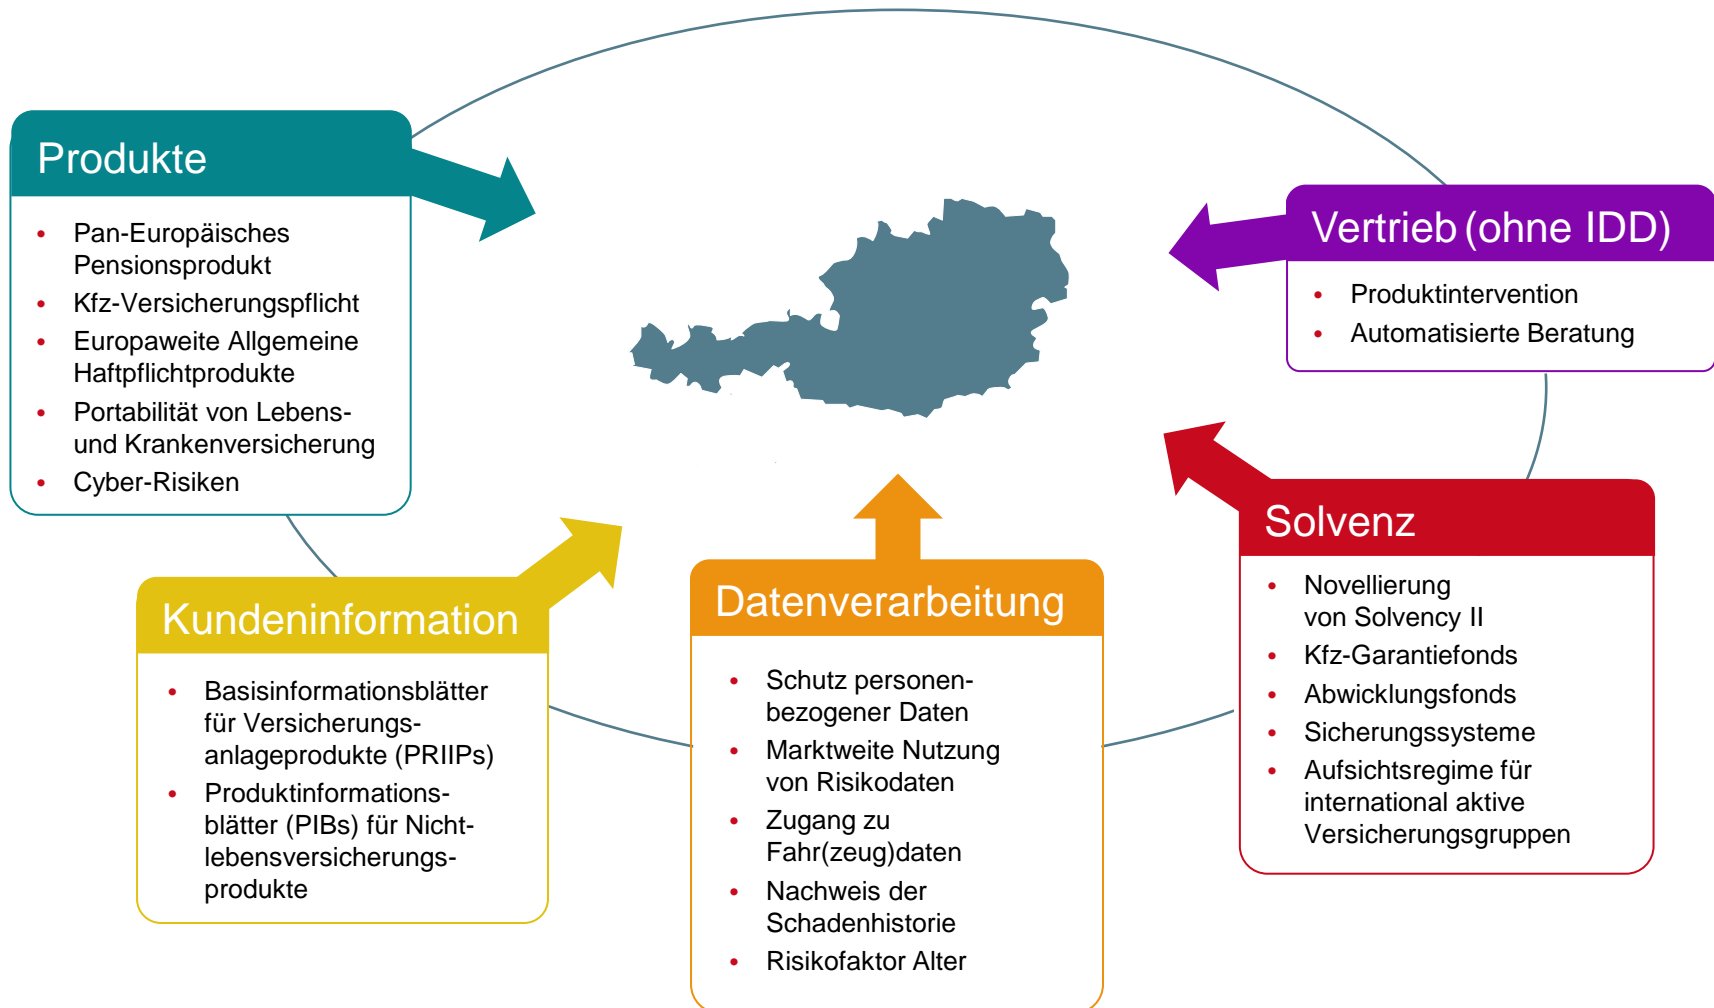 Produkte
• Pan-Europäisches
Pensionsprodukt
• Kfz-Versicherungspflicht
• Europaweite Allgemeine
Haftpflichtprodukte
• Portabilität von Lebens-
und Krankenversicherung
• Cyber-Risiken
Vertrieb (ohne IDD)
• Produktintervention
• Automatisierte Beratung
Kundeninformation
• Basisinformationsblätter
für Versicherungs-
anlageprodukte (PRIIPs)
• Produktinformations-
blätter (PIBs) für Nicht-
lebensversicherungs-
produkte
Datenverarbeitung
• Schutz personen-
bezogener Daten
• Marktweite Nutzung
von Risikodaten
• Zugang zu
Fahr(zeug)daten
• Nachweis der
Schadenhistorie
• Risikofaktor Alter
Solvenz
• Novellierung
von Solvency II
• Kfz-Garantiefonds
• Abwicklungsfonds
• Sicherungssysteme
• Aufsichtsregime für
international aktive
Versicherungsgruppen